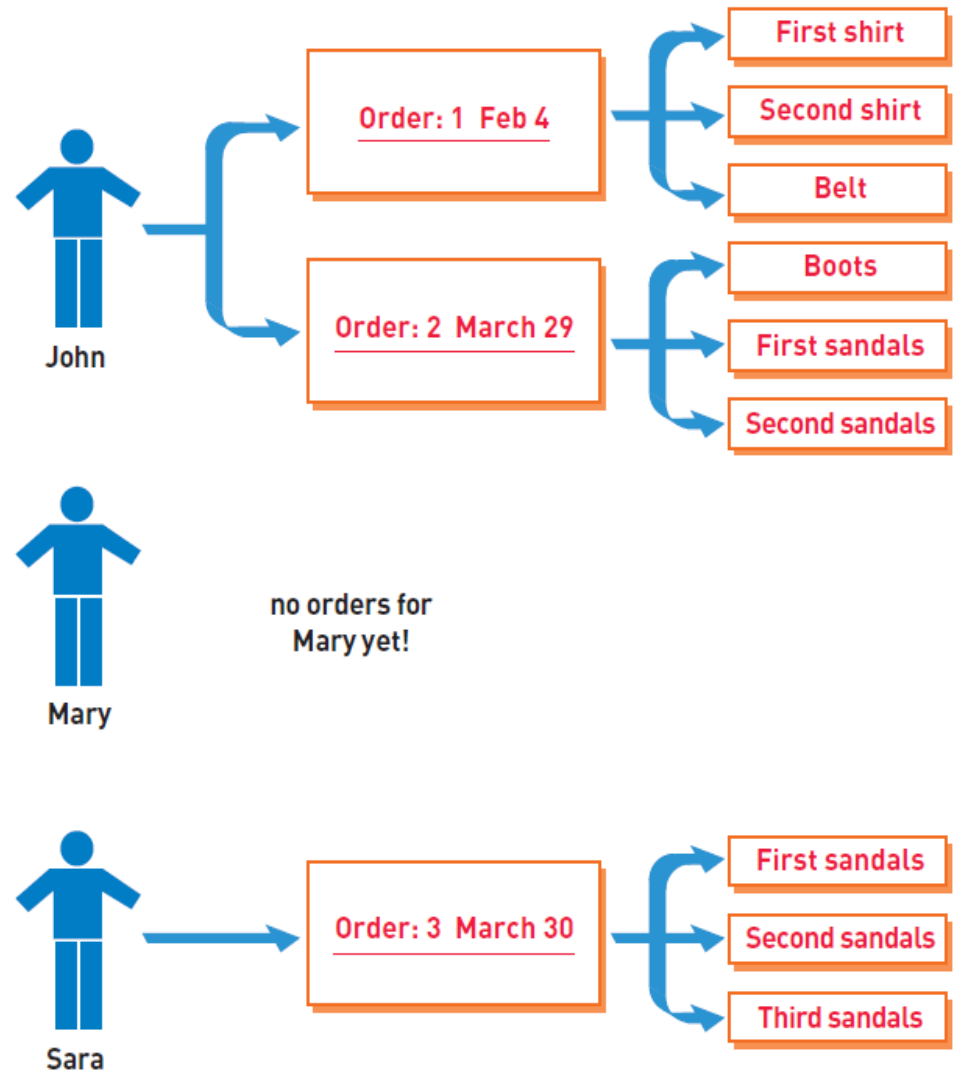 First shirt
Order: 1 Feb 4
Second shirt
Belt
John
Order: 2 March 29
Boots
First sandals
Second sandals
no orders for
Mary yet!
Mary
Order: 3 March 30
First sandals
Second sandals
Third sandals
Sara